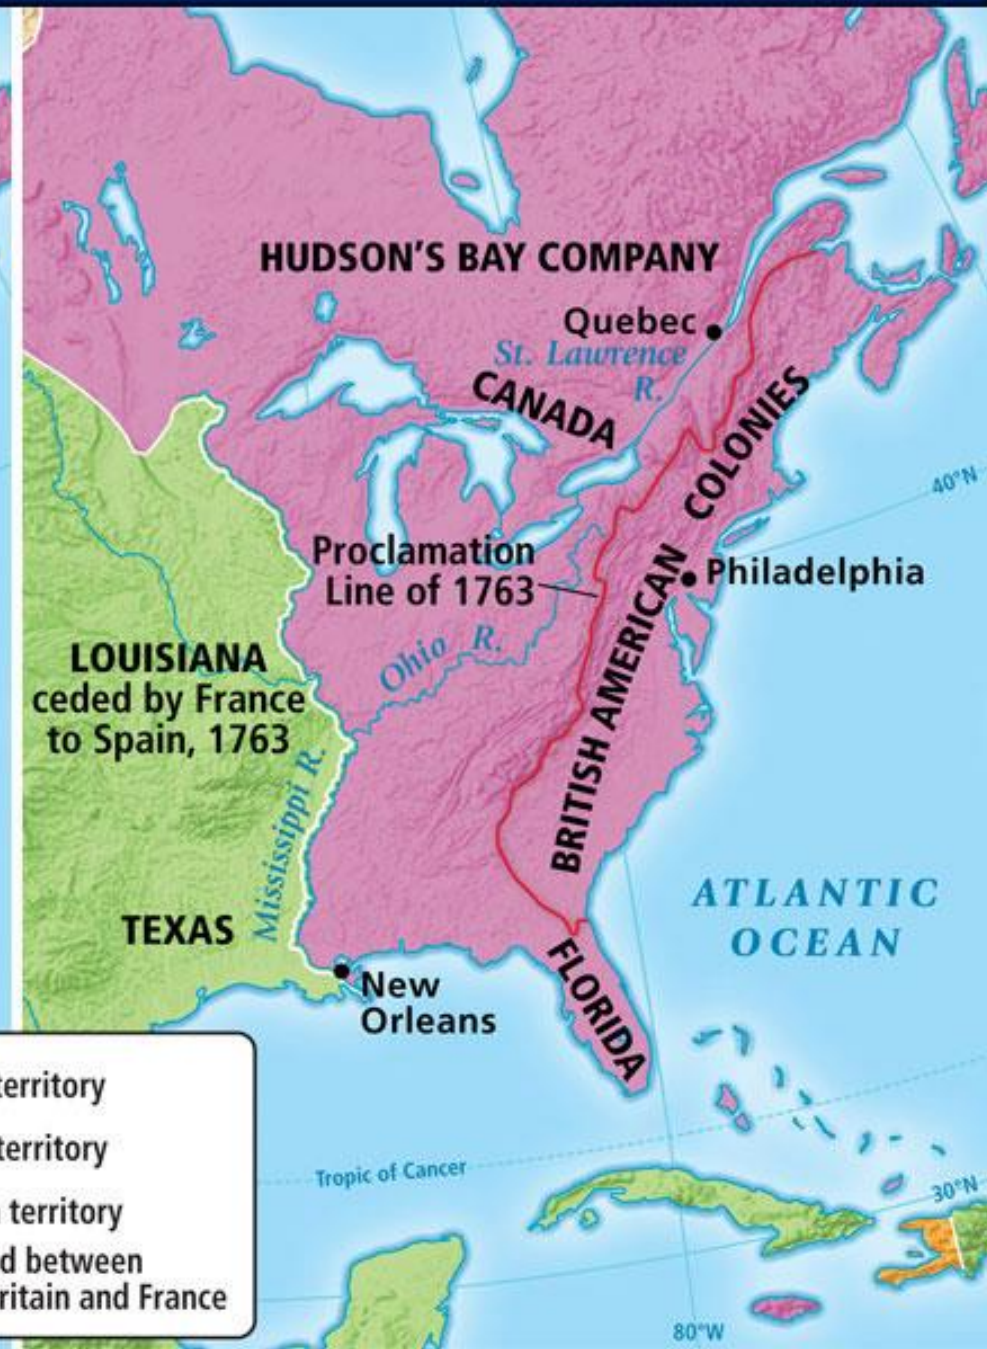 HUDSON'S BAY COMPANY
Quebec
St. Lawrence
R.
CANADA
COLONIES
40°N
Proclamation
Line of 1763
Philadelphia
BRITISH AMERICAN
Ohio R.
LOUISIANA
ceded by France
to Spain, 1763
Mississippi R.
ATLANTIC
OCEAN
TEXAS
New
Orleans
FLORIDA
territory
territory
territory
d between
ritain and France
Tropic of Cancer
30°N
80°W